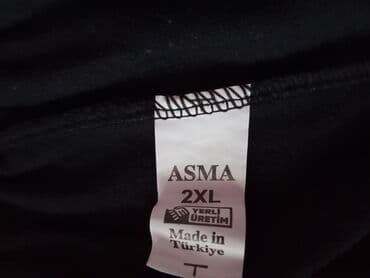 ASMA
2XL
YERLİ
ÜRETİM
Made in
Türkiye